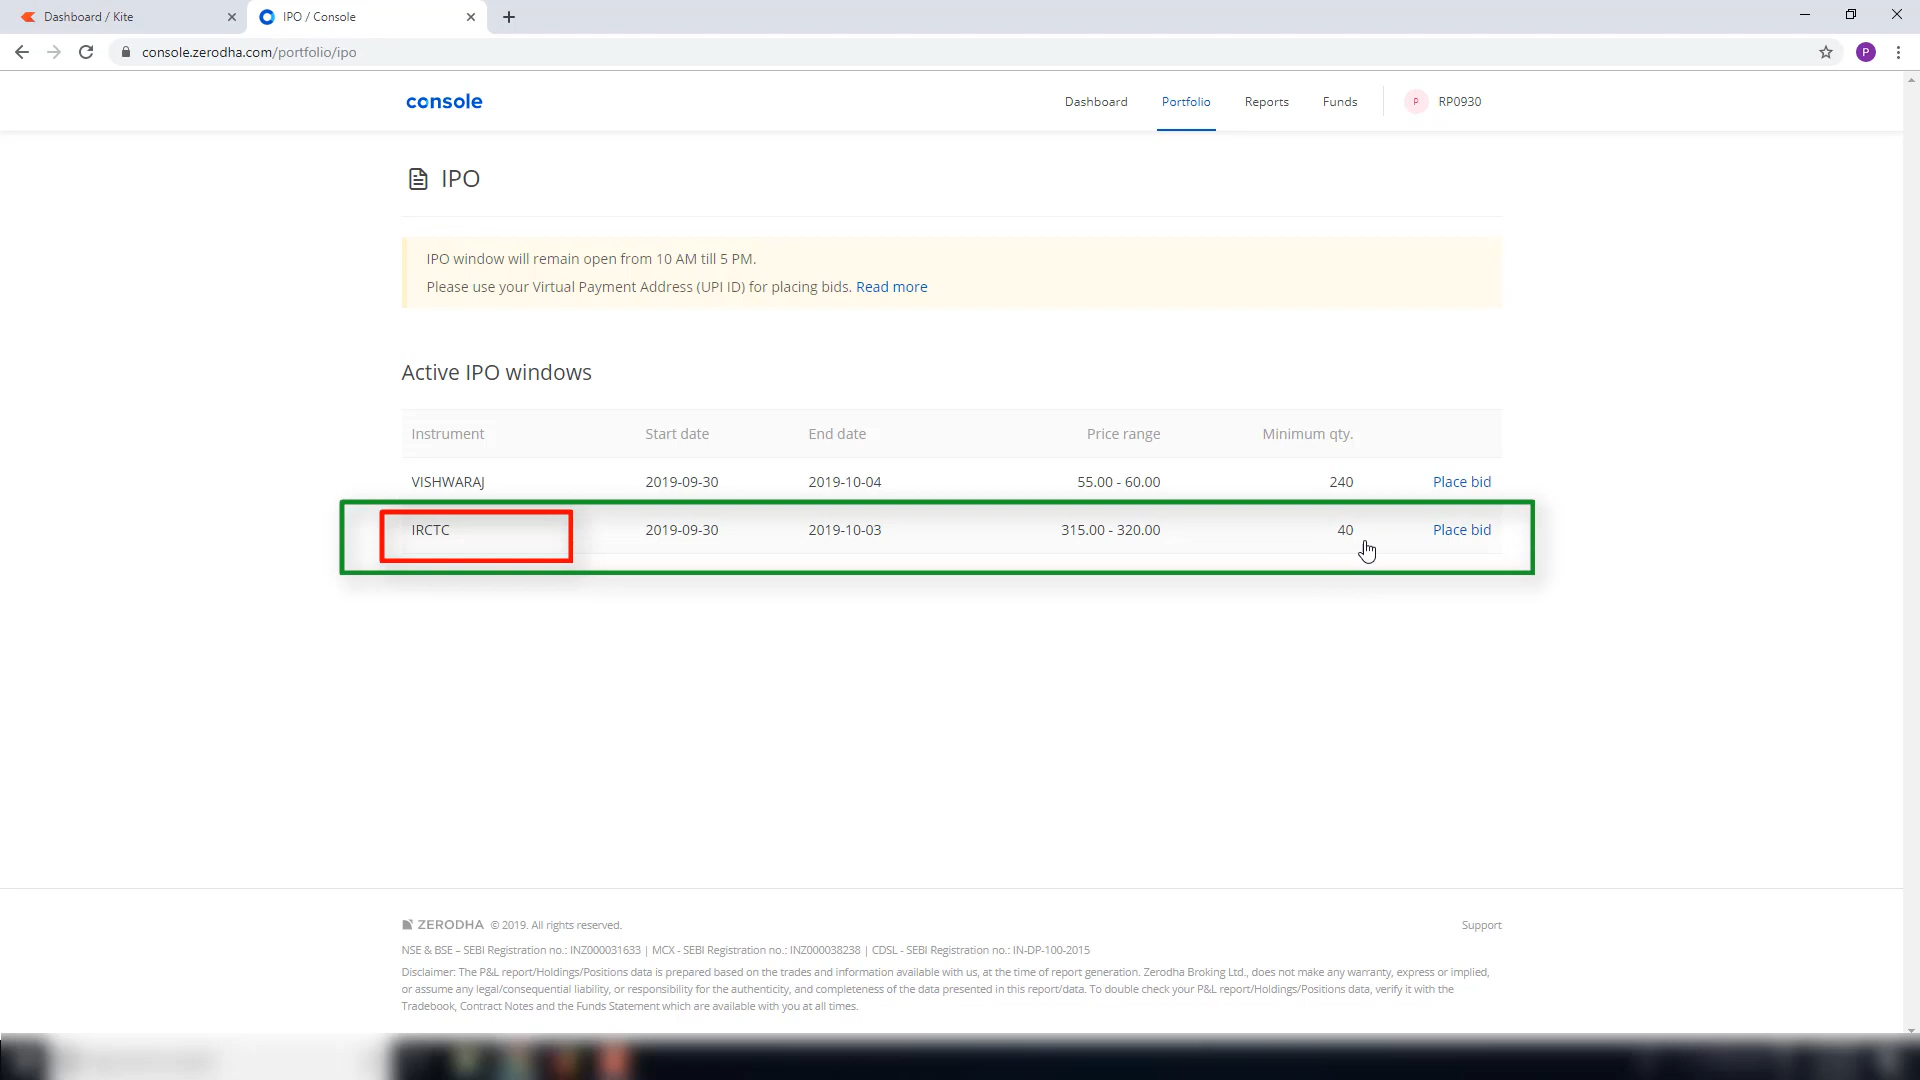 Dashboard / Kite
IPO / Console
console.zerodha.com/portfolio/ipo
P
console
Dashboard
Portfolio
Reports
Funds
P
RP0930
IPO
IPO window will remain open from 10 AM till 5 PM.
Please use your Virtual Payment Address (UPI ID) for placing bids. Read more
Active IPO windows
Instrument Start date End date Price range Minimum qty.
VISHWARAJ 2019-09-30 2019-10-04 55.00 - 60.00 240 Place bid
IRCTC 2019-09-30 2019-10-03 315.00 - 320.00 40 Place bid
ZERODHA © 2019. All rights reserved. Support
NSE & BSE – SEBI Registration no.: INZ000031633 | MCX - SEBI Registration no.: INZ000038238 | CDSL - SEBI Registration no.: IN-DP-100-2015
Disclaimer: The P&L report/Holdings/Positions data is prepared based on the trades and information available with us, at the time of report generation. Zerodha Broking Ltd., does not make any warranty, express or implied,
or assume any legal/consequential liability, or responsibility for the authenticity, and completeness of the data presented in this report/data. To double check your P&L report/Holdings/Positions data, verify it with the
Tradebook, Contract Notes and the Funds Statement which are available with you at all times.